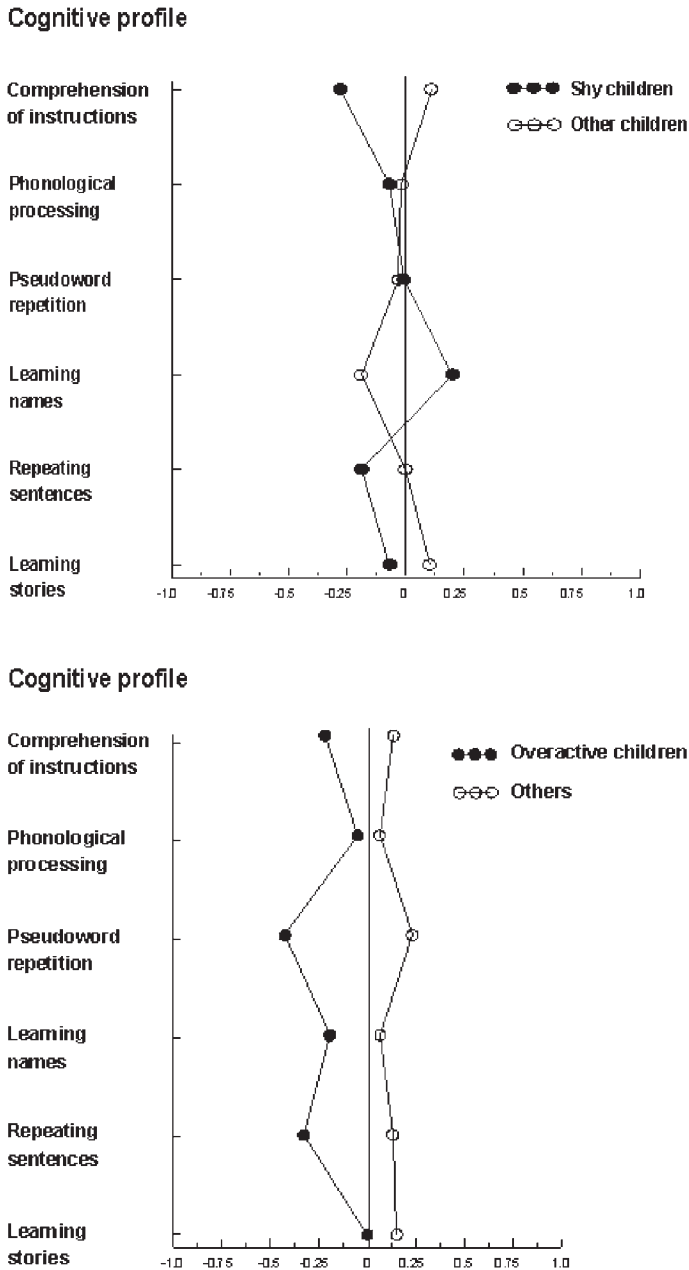 Cognitive profile
Comprehension
of instructions
Shy children
Other children
Phonological
processing
Pseudoword
repetition
Learning
names
Repeating
sentences
Learning
stories
-1.0 -0.75 -0.5 -0.25 0 0.25 0.5 0.75 1.0
Cognitive profile
Comprehension
of instructions
Overactive children
Others
Phonological
processing
Pseudoword
repetition
Learning
names
Repeating
sentences
Learning
stories
-1.0 -0.75 -0.5 -0.25 0 0.25 0.5 0.75 1.0